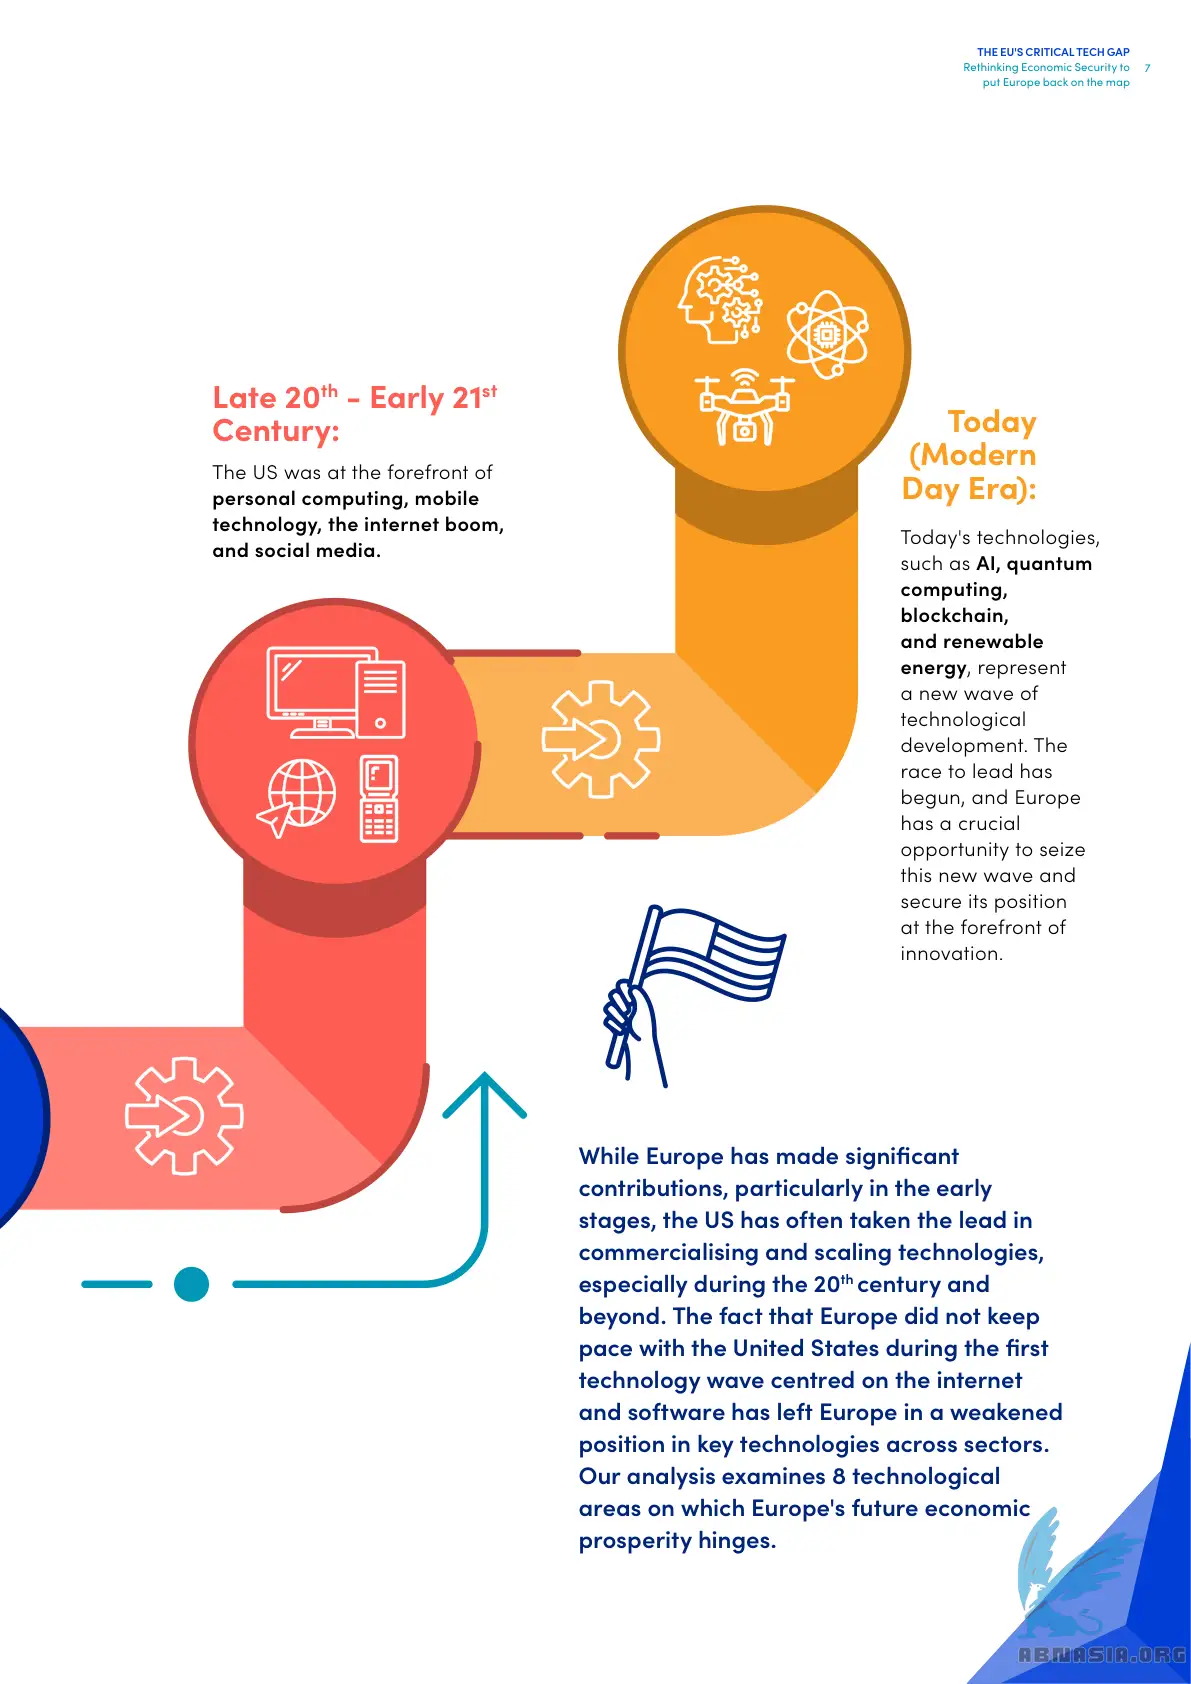 THE EU'S CRITICAL TECH GAP
Rethinking Economic Security to
put Europe back on the map
7
Late 20th - Early 21st
Century:
The US was at the forefront of
personal computing, mobile
technology, the internet boom,
and social media.
Today
(Modern
Day Era):
Today's technologies,
such as AI, quantum
computing,
blockchain,
and renewable
energy, represent
a new wave of
technological
development. The
race to lead has
begun, and Europe
has a crucial
opportunity to seize
this new wave and
secure its position
at the forefront of
innovation.
While Europe has made significant
contributions, particularly in the early
stages, the US has often taken the lead in
commercialising and scaling technologies,
especially during the 20th century and
beyond. The fact that Europe did not keep
pace with the United States during the first
technology wave centred on the internet
and software has left Europe in a weakened
position in key technologies across sectors.
Our analysis examines 8 technological
areas on which Europe's future economic
prosperity hinges.
ABNASIA.ORG